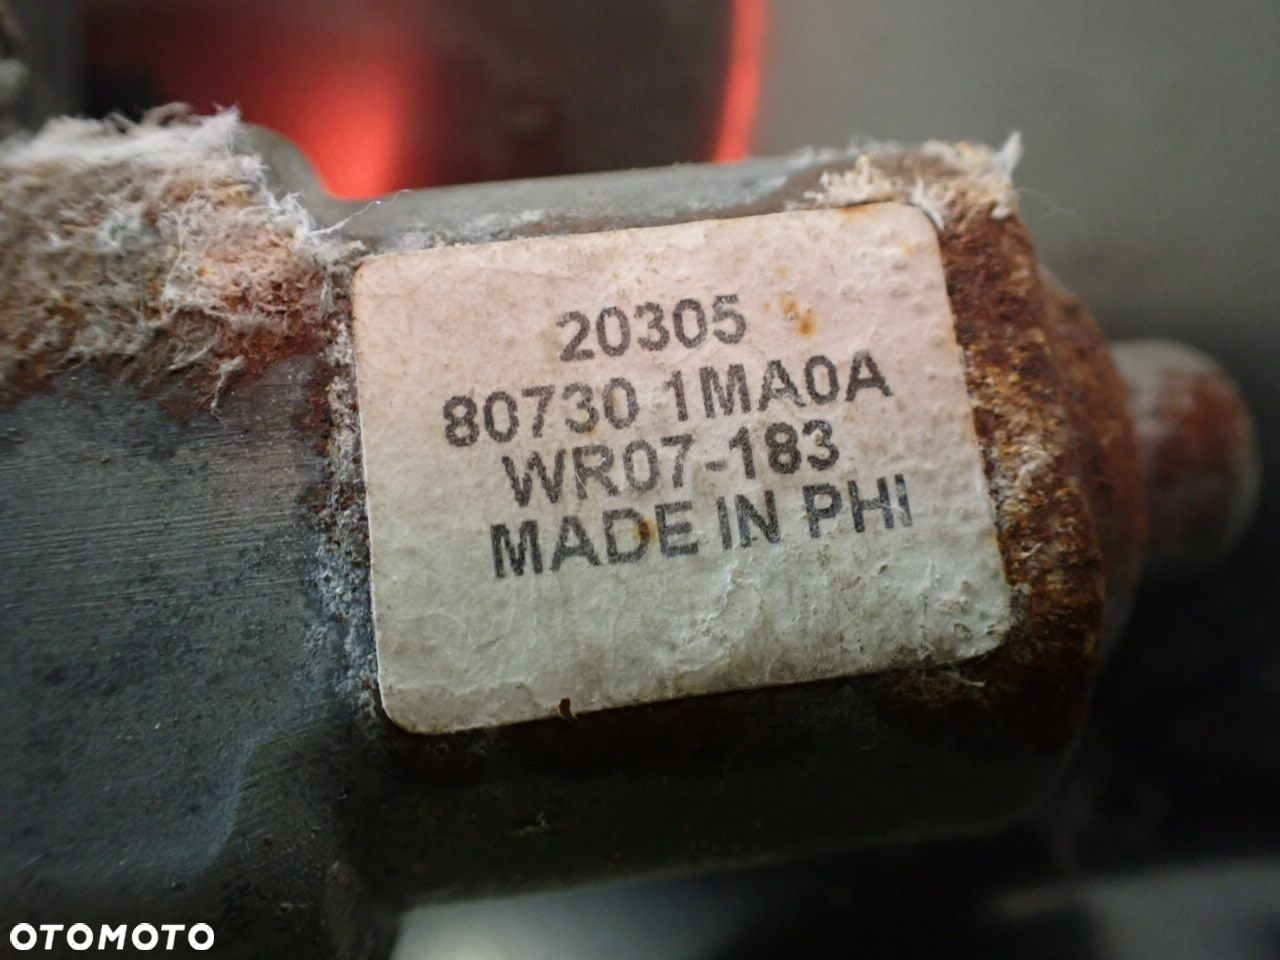 20305
80730 1MA0A
WR07-183
MADE IN PHI
OTOMOTO